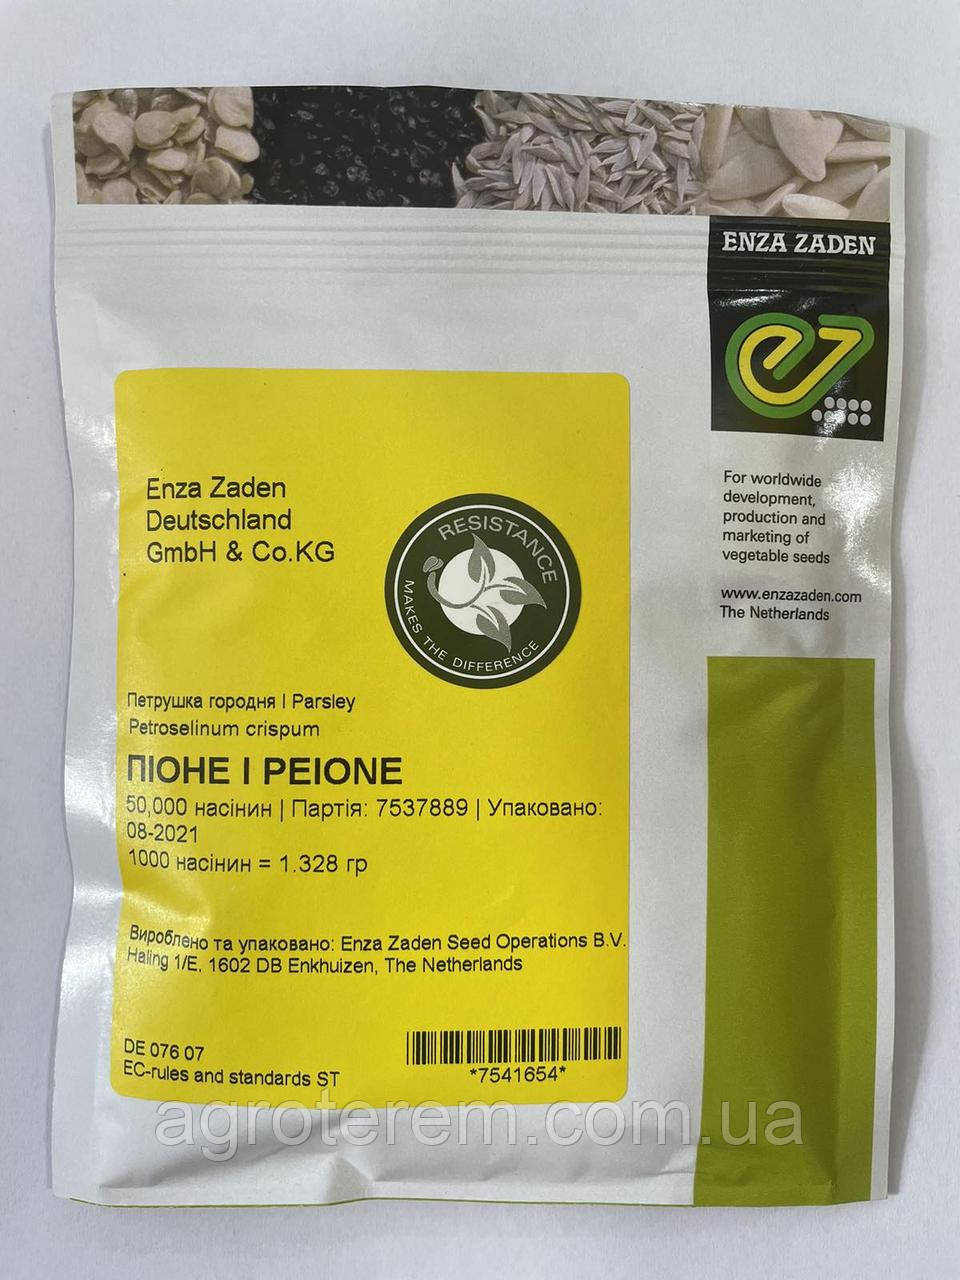 ENZA ZADEN
For worldwide
development,
production and
marketing of
vegetable seeds
www.enzazaden.com
The Netherlands
Enza Zaden
Deutschland
GmbH & Co.KG
RESISTANCE
MAKES THE DIFFERENCE
Петрушка городня | Parsley
Petroselinum crispum
ПІОНЕ | PEIONE
50,000 насінин | Партія: 7537889 | Упаковано:
08-2021
1000 насінин = 1.328 гр
Вироблено та упаковано: Enza Zaden Seed Operations B.V.
Haling 1/E, 1602 DB Enkhuizen, The Netherlands
DE 076 07
EC-rules and standards ST
*7541654*
agroterem.com.ua